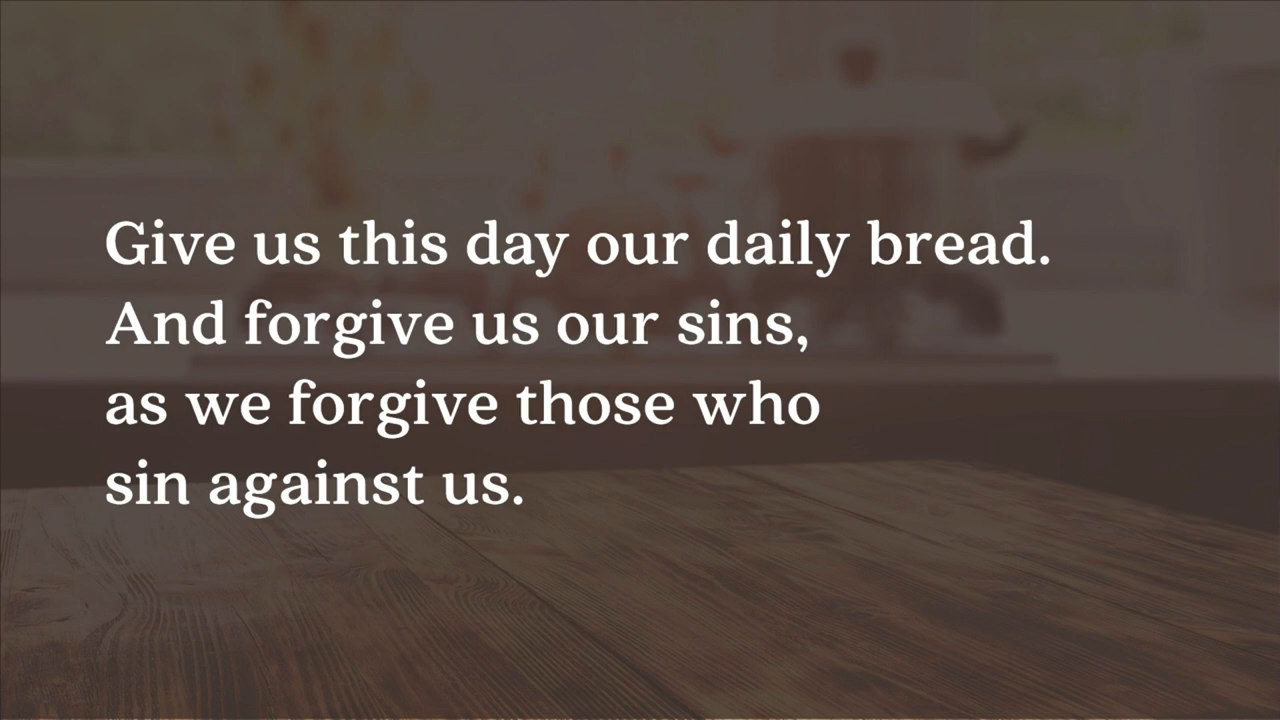 Give us this day our daily bread.
And forgive us our sins,
as we forgive those who
sin against us.